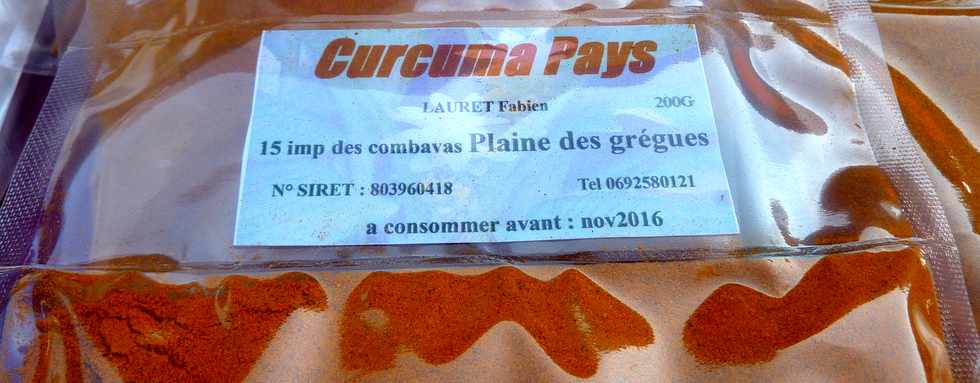 Curcuma Pays
LAURET Fabien 200G
15 imp des combavas Plaine des grégues
N° SIRET : 803960418 Tel 0692580121
a consommer avant : nov2016